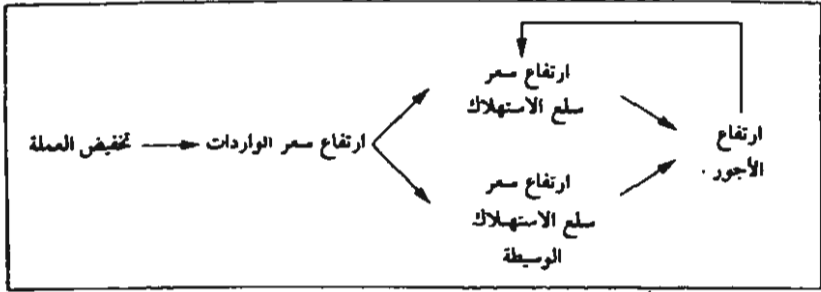 تخفيض العملة
ارتفاع سعر الواردات
ارتفاع سعر
سلع الاستهلاك
ارتفاع سعر
سلع الاستهلاك
الوسيطة
ارتفاع
الأجور .